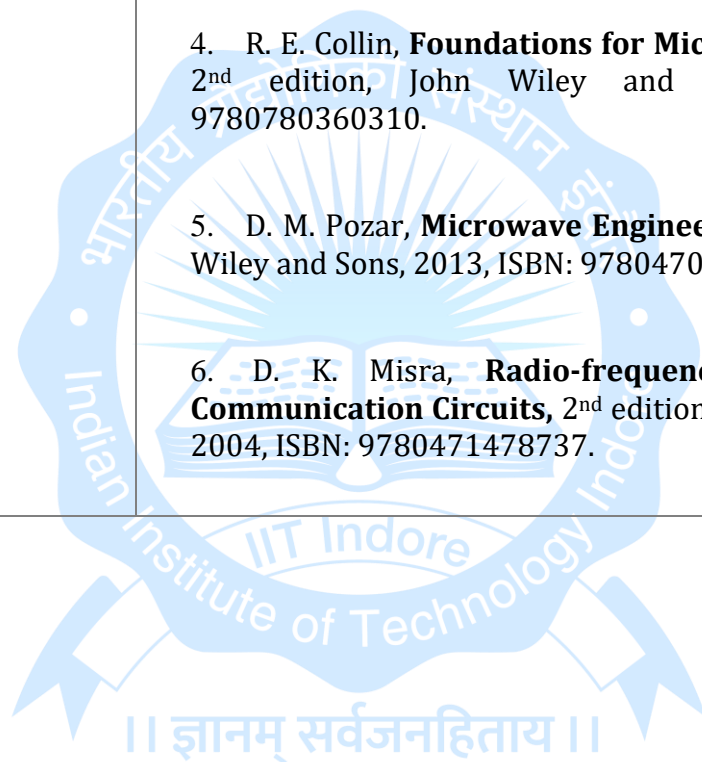 4. R. E. Collin, Foundations for Mic
2nd edition, John Wiley and
9780780360310.
5. D. M. Pozar, Microwave Enginee
Wiley and Sons, 2013, ISBN: 9780470
6. D. K. Misra, Radio-frequenc
Communication Circuits, 2nd edition
2004, ISBN: 9780471478737.
भारतीय प्रौद्योगिकी संस्थान इंदौर
Indian Institute of Technology Indore
IIT Indore
।। ज्ञानम् सर्वजनहिताय ।।